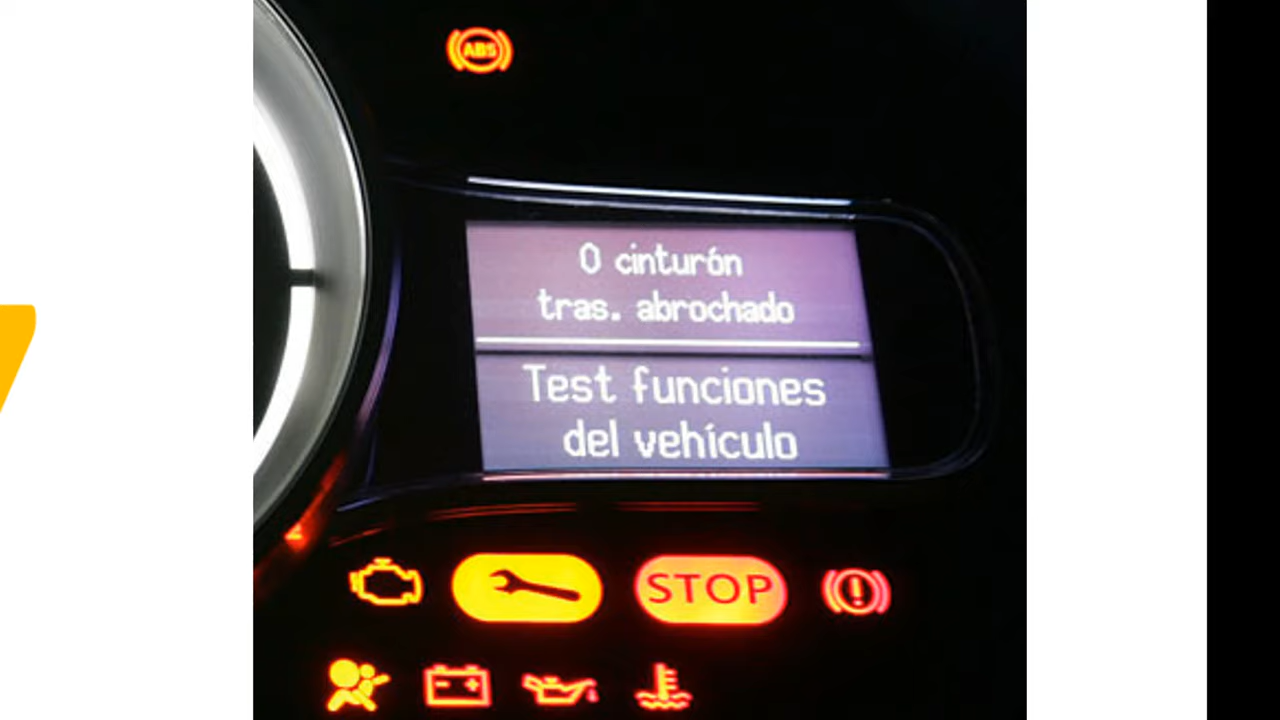 ABS
0 cinturón
tras. abrochado
Test funciones
del vehículo
STOP